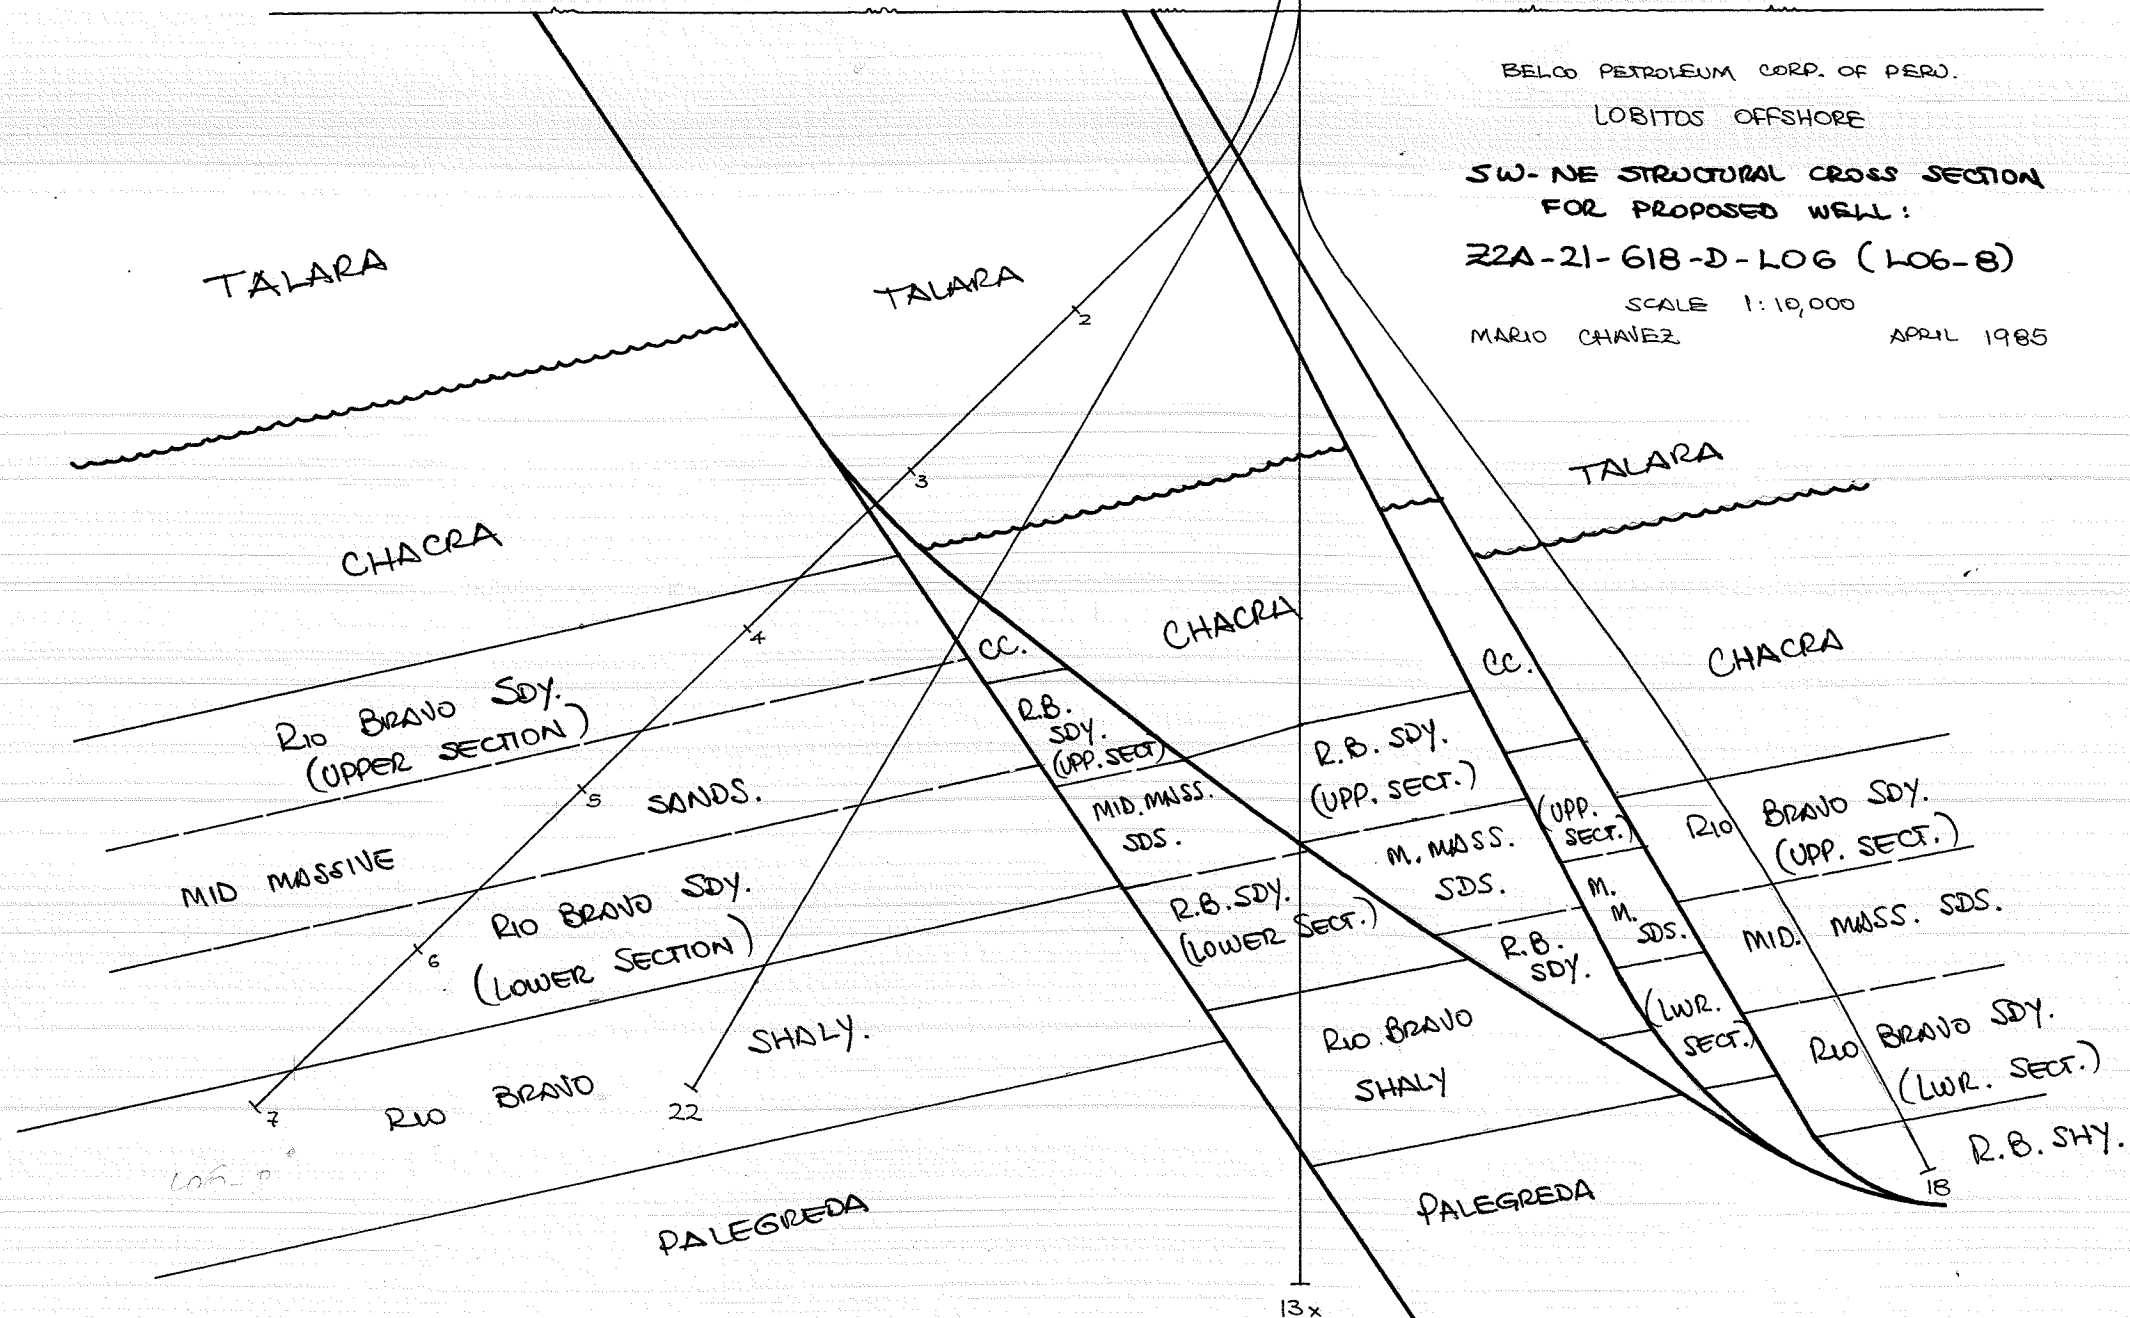 BELCO PETROLEUM CORP. OF PERU.
LOBITOS OFFSHORE
SW-NE STRUCTURAL CROSS SECTION
FOR PROPOSED WELL:
Z2A-21-618-D-LO6 (LO6-8)
SCALE 1:10,000
MARIO CHAVEZ APRIL 1985
TALARA
TALARA
TALARA
2
3
4
5
6
7
CHACRA
CHACRA
CHACRA
CC.
CC.
RIO BRAVO SDY.
(UPPER SECTION)
R.B.
SDY.
(UPP. SECT)
R.B. SDY.
(UPP. SECT.)
(UPP.
SECT.)
RIO BRAVO SDY.
(UPP. SECT.)
MID MASSIVE SANDS.
MID. MASS.
SDS.
M. MASS.
SDS.
M.
M.
SDS.
MID. MASS. SDS.
RIO BRAVO SDY.
(LOWER SECTION)
R.B. SDY.
(LOWER SECT.)
R.B.
SDY.
(LWR.
SECT.)
RIO BRAVO SDY.
(LWR. SECT.)
RIO BRAVO SHALY.
RIO BRAVO
SHALY
R.B. SHY.
22
18
PALEGREDA
PALEGREDA
13x